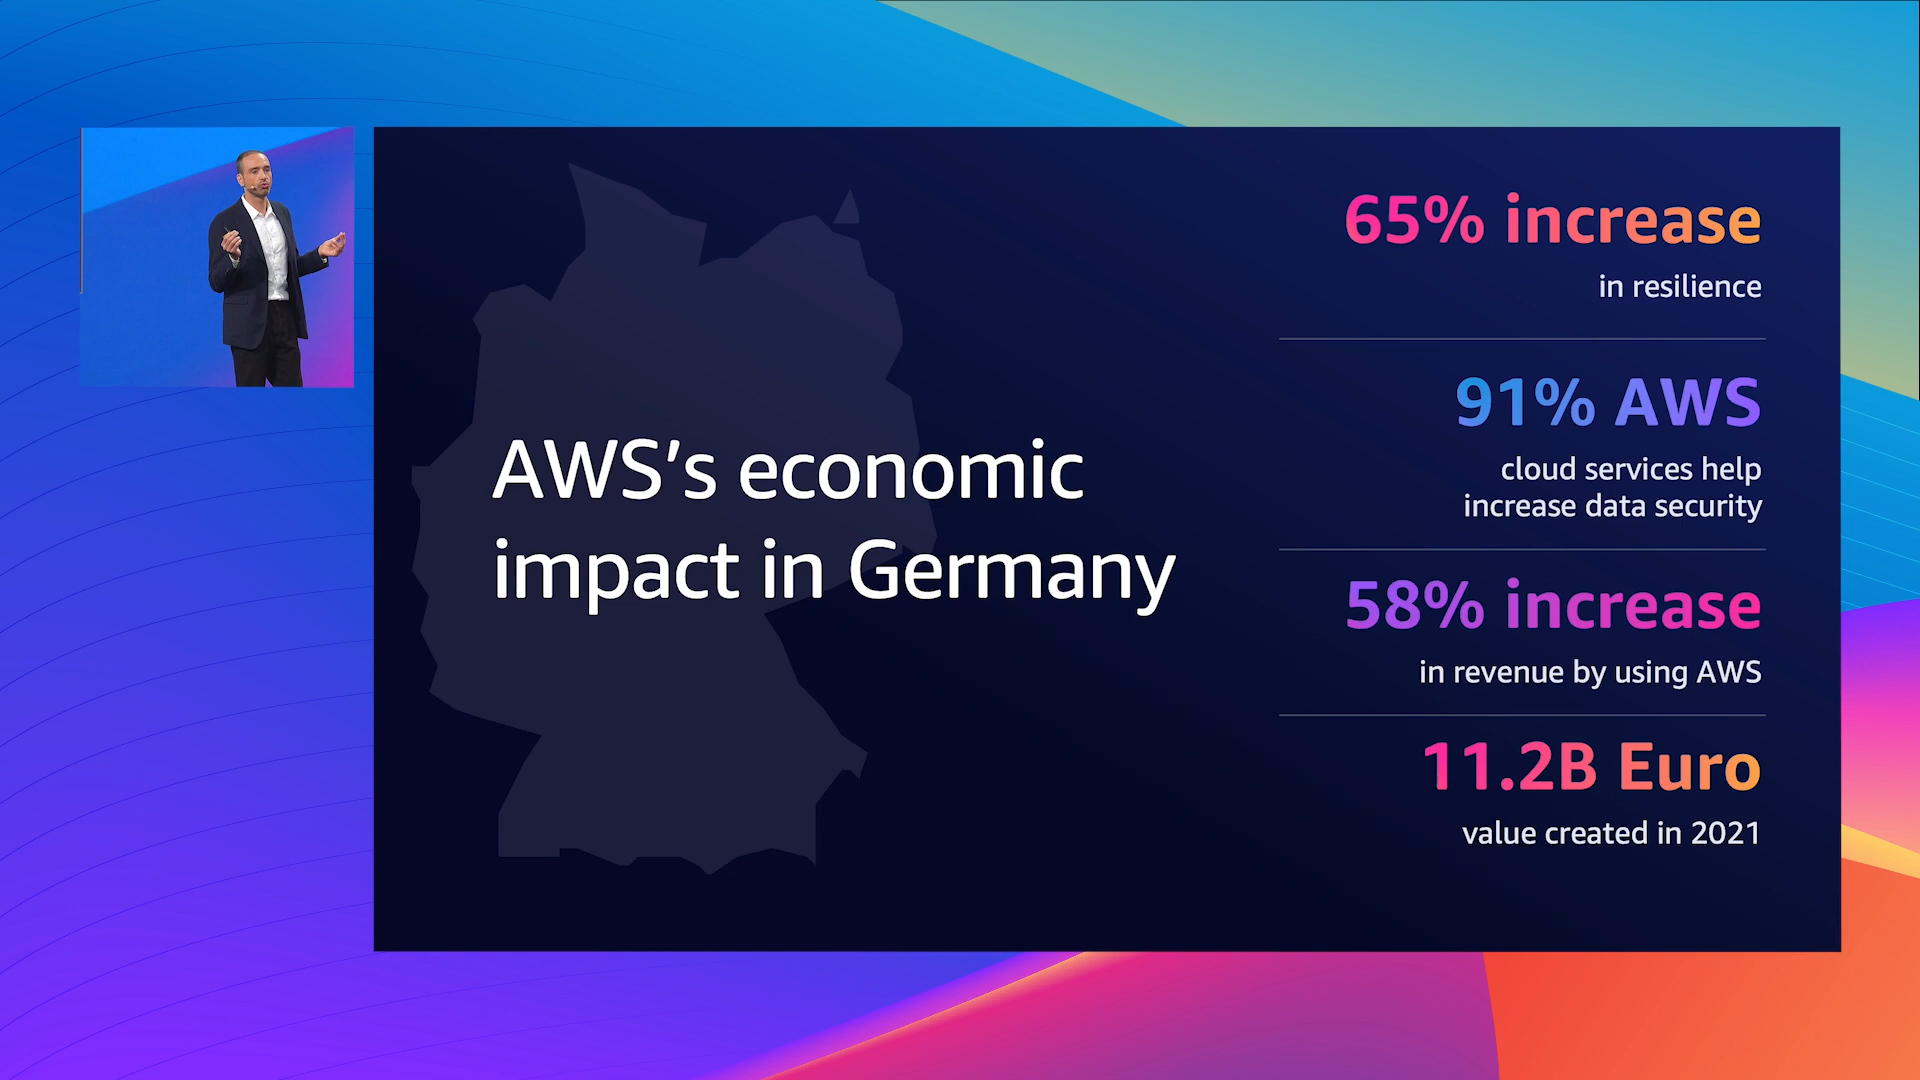 AWS’s economic
impact in Germany
65% increase
in resilience
91% AWS
cloud services help
increase data security
58% increase
in revenue by using AWS
11.2B Euro
value created in 2021